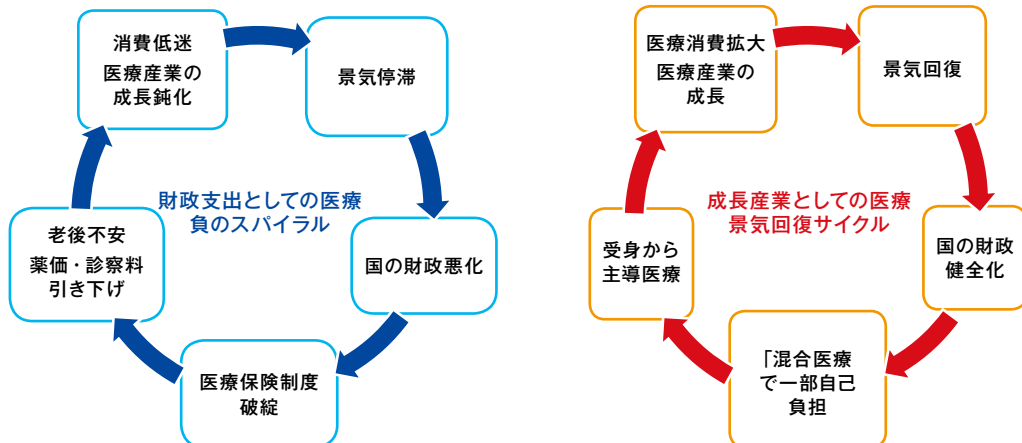 消費低迷
医療産業の
成長鈍化
景気停滞
財政支出としての医療
負のスパイラル
老後不安
薬価・診察料
引き下げ
国の財政悪化
医療保険制度
破綻
医療消費拡大
医療産業の
成長
景気回復
成長産業としての医療
景気回復サイクル
受身から
主導医療
国の財政
健全化
「混合医療
で一部自己
負担